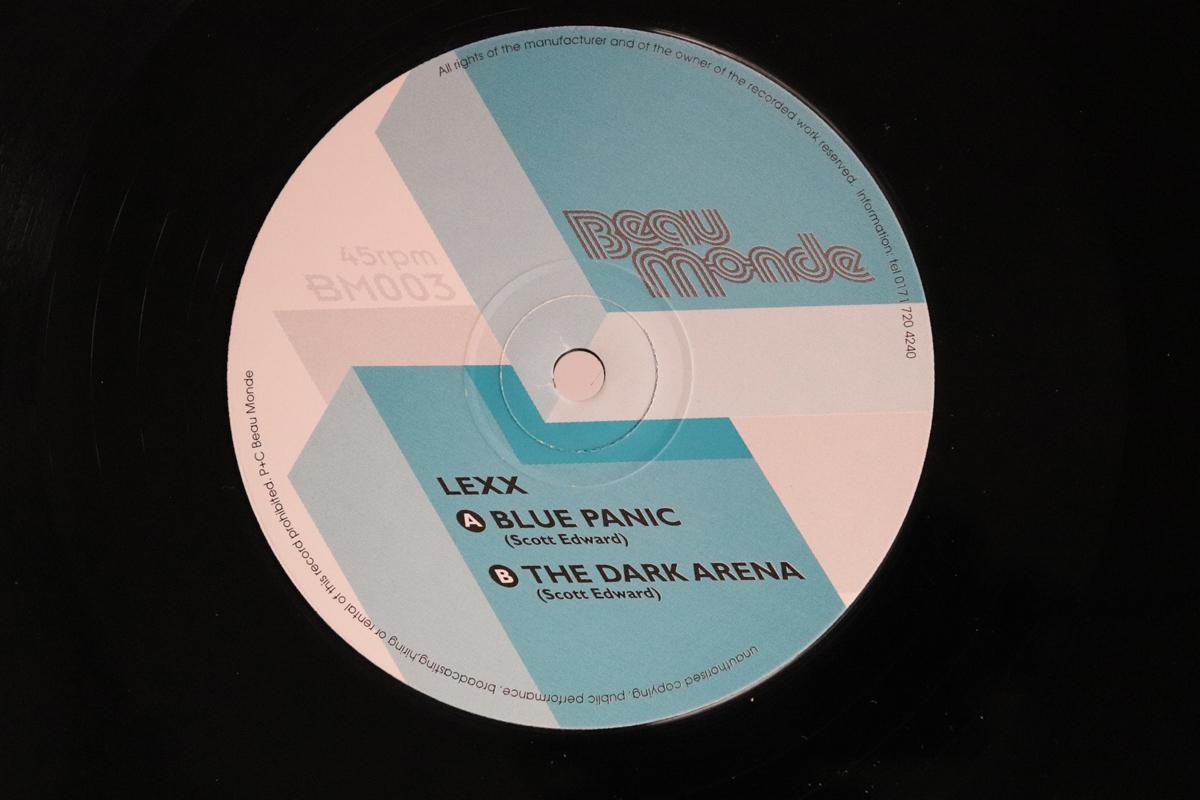 All rights of the manufacturer and of the owner of the recorded work reserved. Information: tel 0171 720 4240
Beau
Monde
45rpm
BM003
LEXX
A BLUE PANIC
(Scott Edward)
B THE DARK ARENA
(Scott Edward)
unauthorised copying, public performance, broadcasting,hiring or rental of this record prohibited. P+C Beau Monde